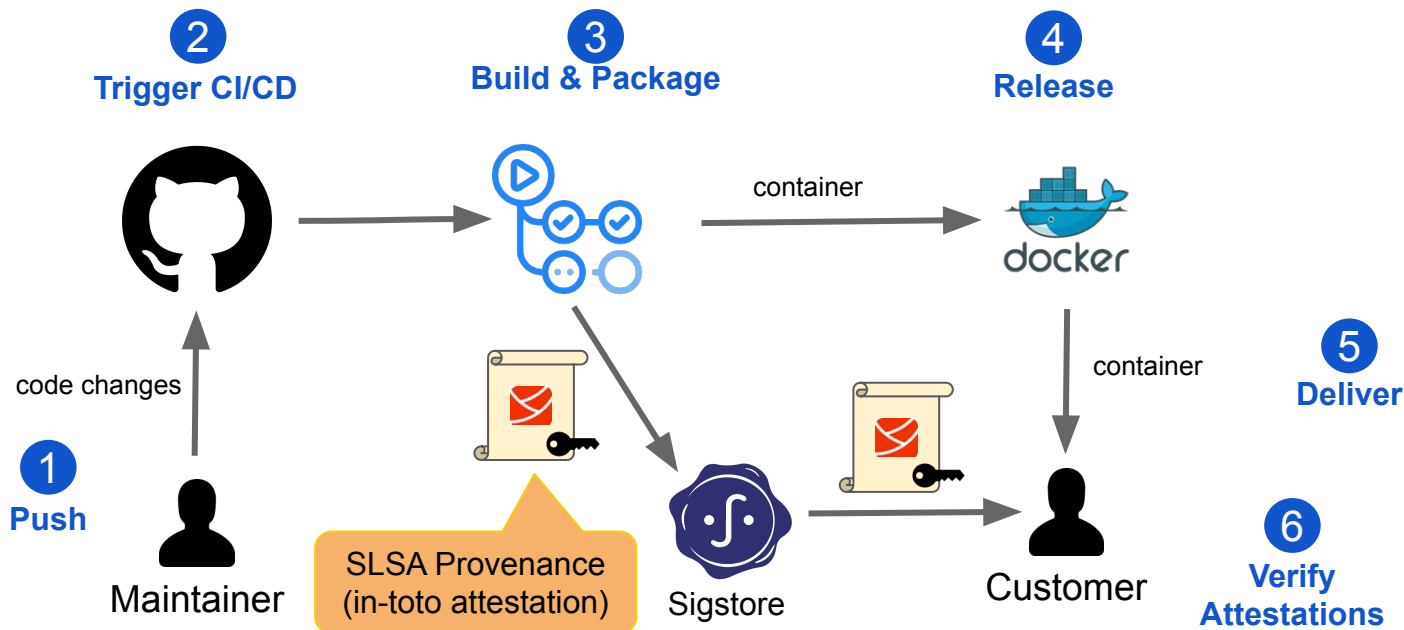 2
Trigger CI/CD
3
Build & Package
4
Release
container
docker
code changes
container
5
Deliver
1
Push
Maintainer
SLSA Provenance
(in-toto attestation)
Sigstore
Customer
6
Verify
Attestations